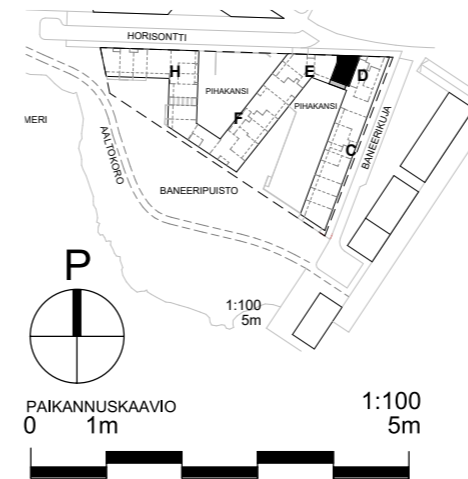 HORISONTTI
H
E
D
PIHAKANSI
PIHAKANSI
F
MERI
AALTOKORO
BANEERIKUJA
C
BANEERIPUISTO
P
1:100
5m
PAIKANNUSKAAVIO
1:100
0 1m 5m